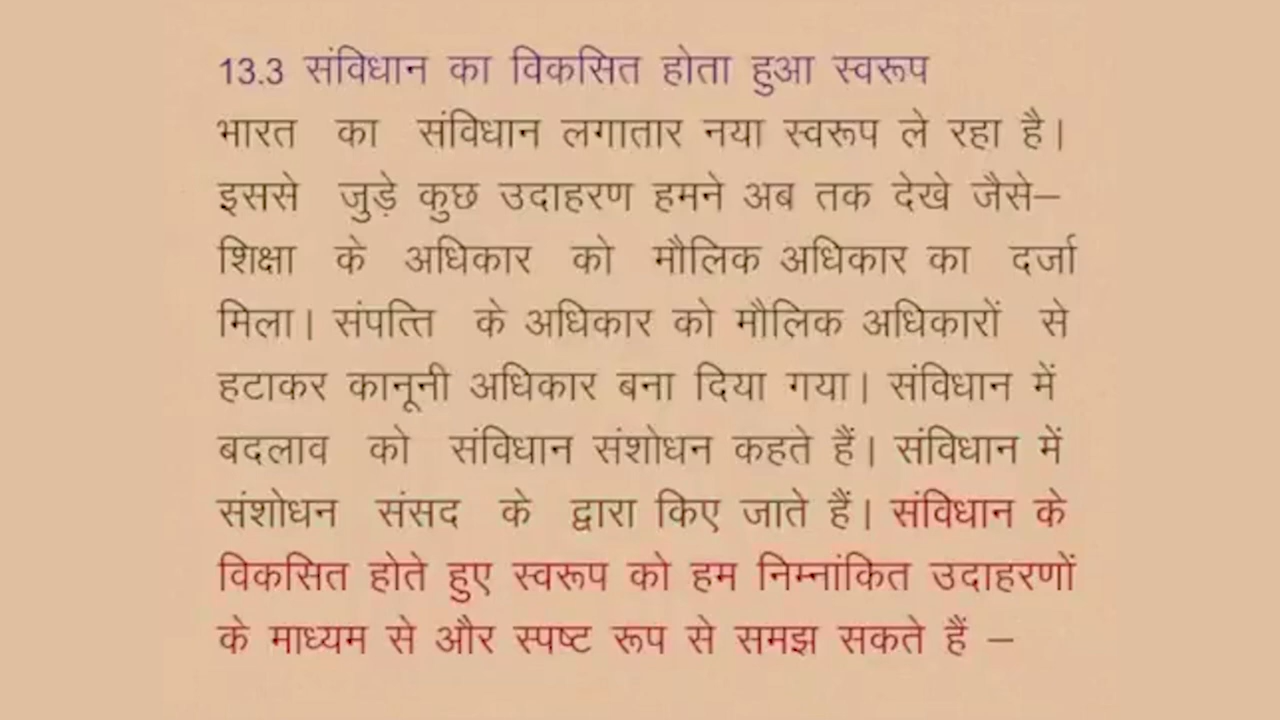 13.3 संविधान का विकसित होता हुआ स्वरूप
भारत का संविधान लगातार नया स्वरूप ले रहा है।
इससे जुड़े कुछ उदाहरण हमने अब तक देखे जैसे–
शिक्षा के अधिकार को मौलिक अधिकार का दर्जा
मिला। संपत्ति के अधिकार को मौलिक अधिकारों से
हटाकर कानूनी अधिकार बना दिया गया। संविधान में
बदलाव को संविधान संशोधन कहते हैं। संविधान में
संशोधन संसद के द्वारा किए जाते हैं। संविधान के
विकसित होते हुए स्वरूप को हम निम्नांकित उदाहरणों
के माध्यम से और स्पष्ट रूप से समझ सकते हैं –